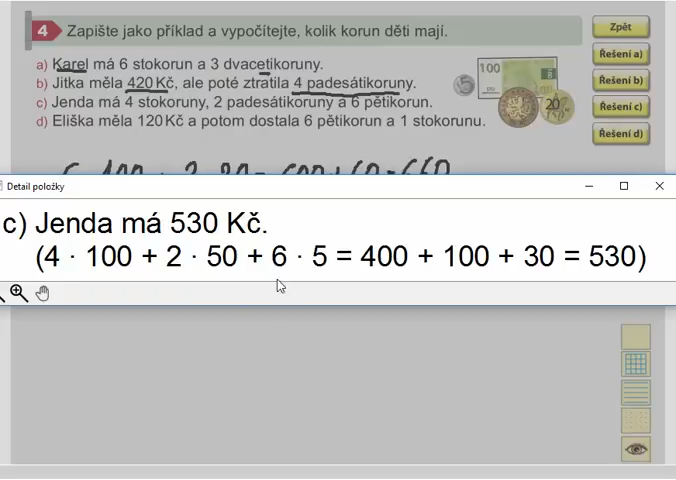 4 Zapište jako příklad a vypočítejte, kolik korun děti mají.
Zpět
a) Karel má 6 stokorun a 3 dvacetikoruny.
Řešení a)
b) Jitka měla 420 Kč, ale poté ztratila 4 padesátikoruny.
Řešení b)
c) Jenda má 4 stokoruny, 2 padesátikoruny a 6 pětikorun.
Řešení c)
d) Eliška měla 120 Kč a potom dostala 6 pětikorun a 1 stokorunu.
Řešení d)
100
5
20
Detail položky
c) Jenda má 530 Kč.
(4 · 100 + 2 · 50 + 6 · 5 = 400 + 100 + 30 = 530)